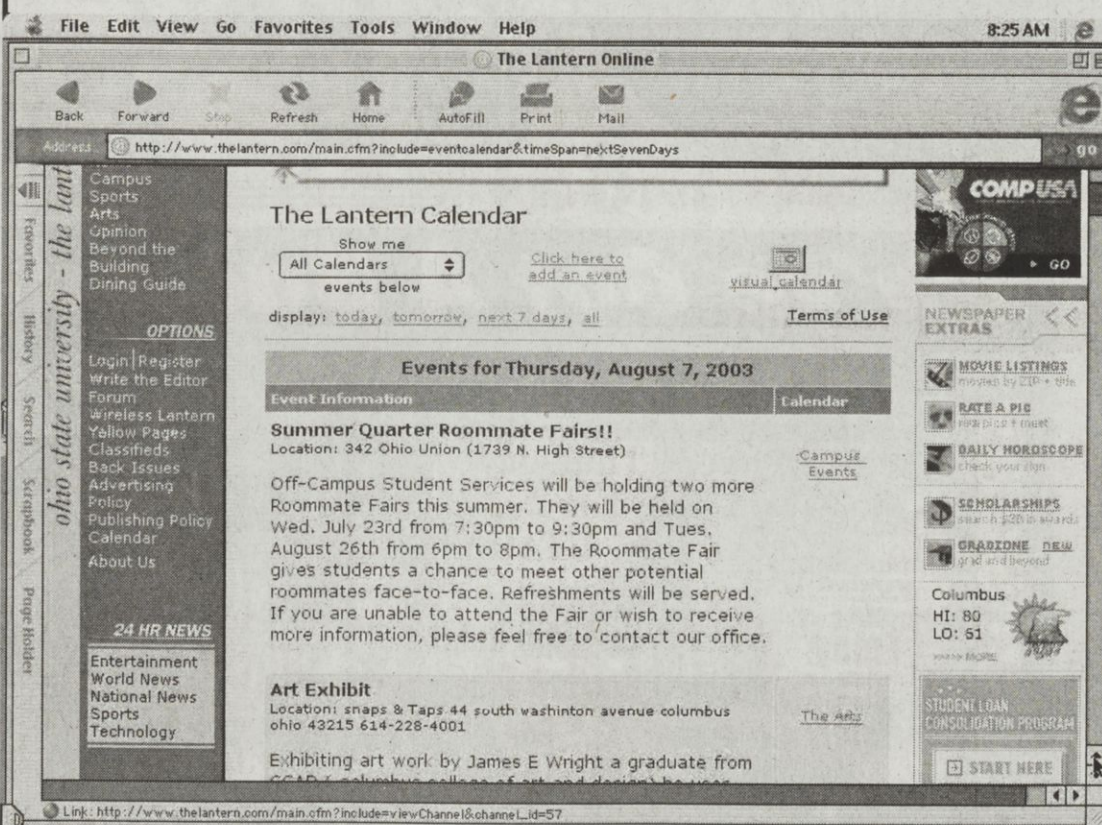 File Edit View Go Favorites Tools Window Help 8:25 AM
The Lantern Online
Back Forward Stop Refresh Home AutoFill Print Mail
Address http://www.thelantern.com/main.cfm?include=eventcalendar&timeSpan=nextSevenDays go
Favorites
History
Search
Scrapbook
Page Holder
ohio state university - the lant
Campus
Sports
Arts
Opinion
Beyond the
Building
Dining Guide
OPTIONS
Login|Register
Write the Editor
Forum
Wireless Lantern
Yellow Pages
Classifieds
Back Issues
Advertising
Policy
Publishing Policy
Calendar
About Us
24 HR NEWS
Entertainment
World News
National News
Sports
Technology
The Lantern Calendar
Show me
All Calendars
events below
Click here to
add an event
visual calendar
display: today, tomorrow, next 7 days, all
Terms of Use
Events for Thursday, August 7, 2003
Event Information Calendar
Summer Quarter Roommate Fairs!!
Location: 342 Ohio Union (1739 N. High Street)
Campus
Events
Off-Campus Student Services will be holding two more
Roommate Fairs this summer. They will be held on
Wed. July 23rd from 7:30pm to 9:30pm and Tues.
August 26th from 6pm to 8pm. The Roommate Fair
gives students a chance to meet other potential
roommates face-to-face. Refreshments will be served.
If you are unable to attend the Fair or wish to receive
more information, please feel free to contact our office.
Art Exhibit
Location: snaps & Taps 44 south washinton avenue columbus
ohio 43215 614-228-4001
The Arts
Exhibiting art work by James E Wright a graduate from
COMPUSA
GO
NEWSPAPER
EXTRAS
MOVIE LISTINGS
movies by ZIP + title
RATE A PIC
DAILY HOROSCOPE
check your sign
SCHOLARSHIPS
GRADZONE NEW
grad and beyond
Columbus
HI: 80
LO: 61
>>>>> MORE
STUDENT LOAN
CONSOLIDATION PROGRAM
START HERE
Link: http://www.thelantern.com/main.cfm?include=viewChannel&channel_id=57